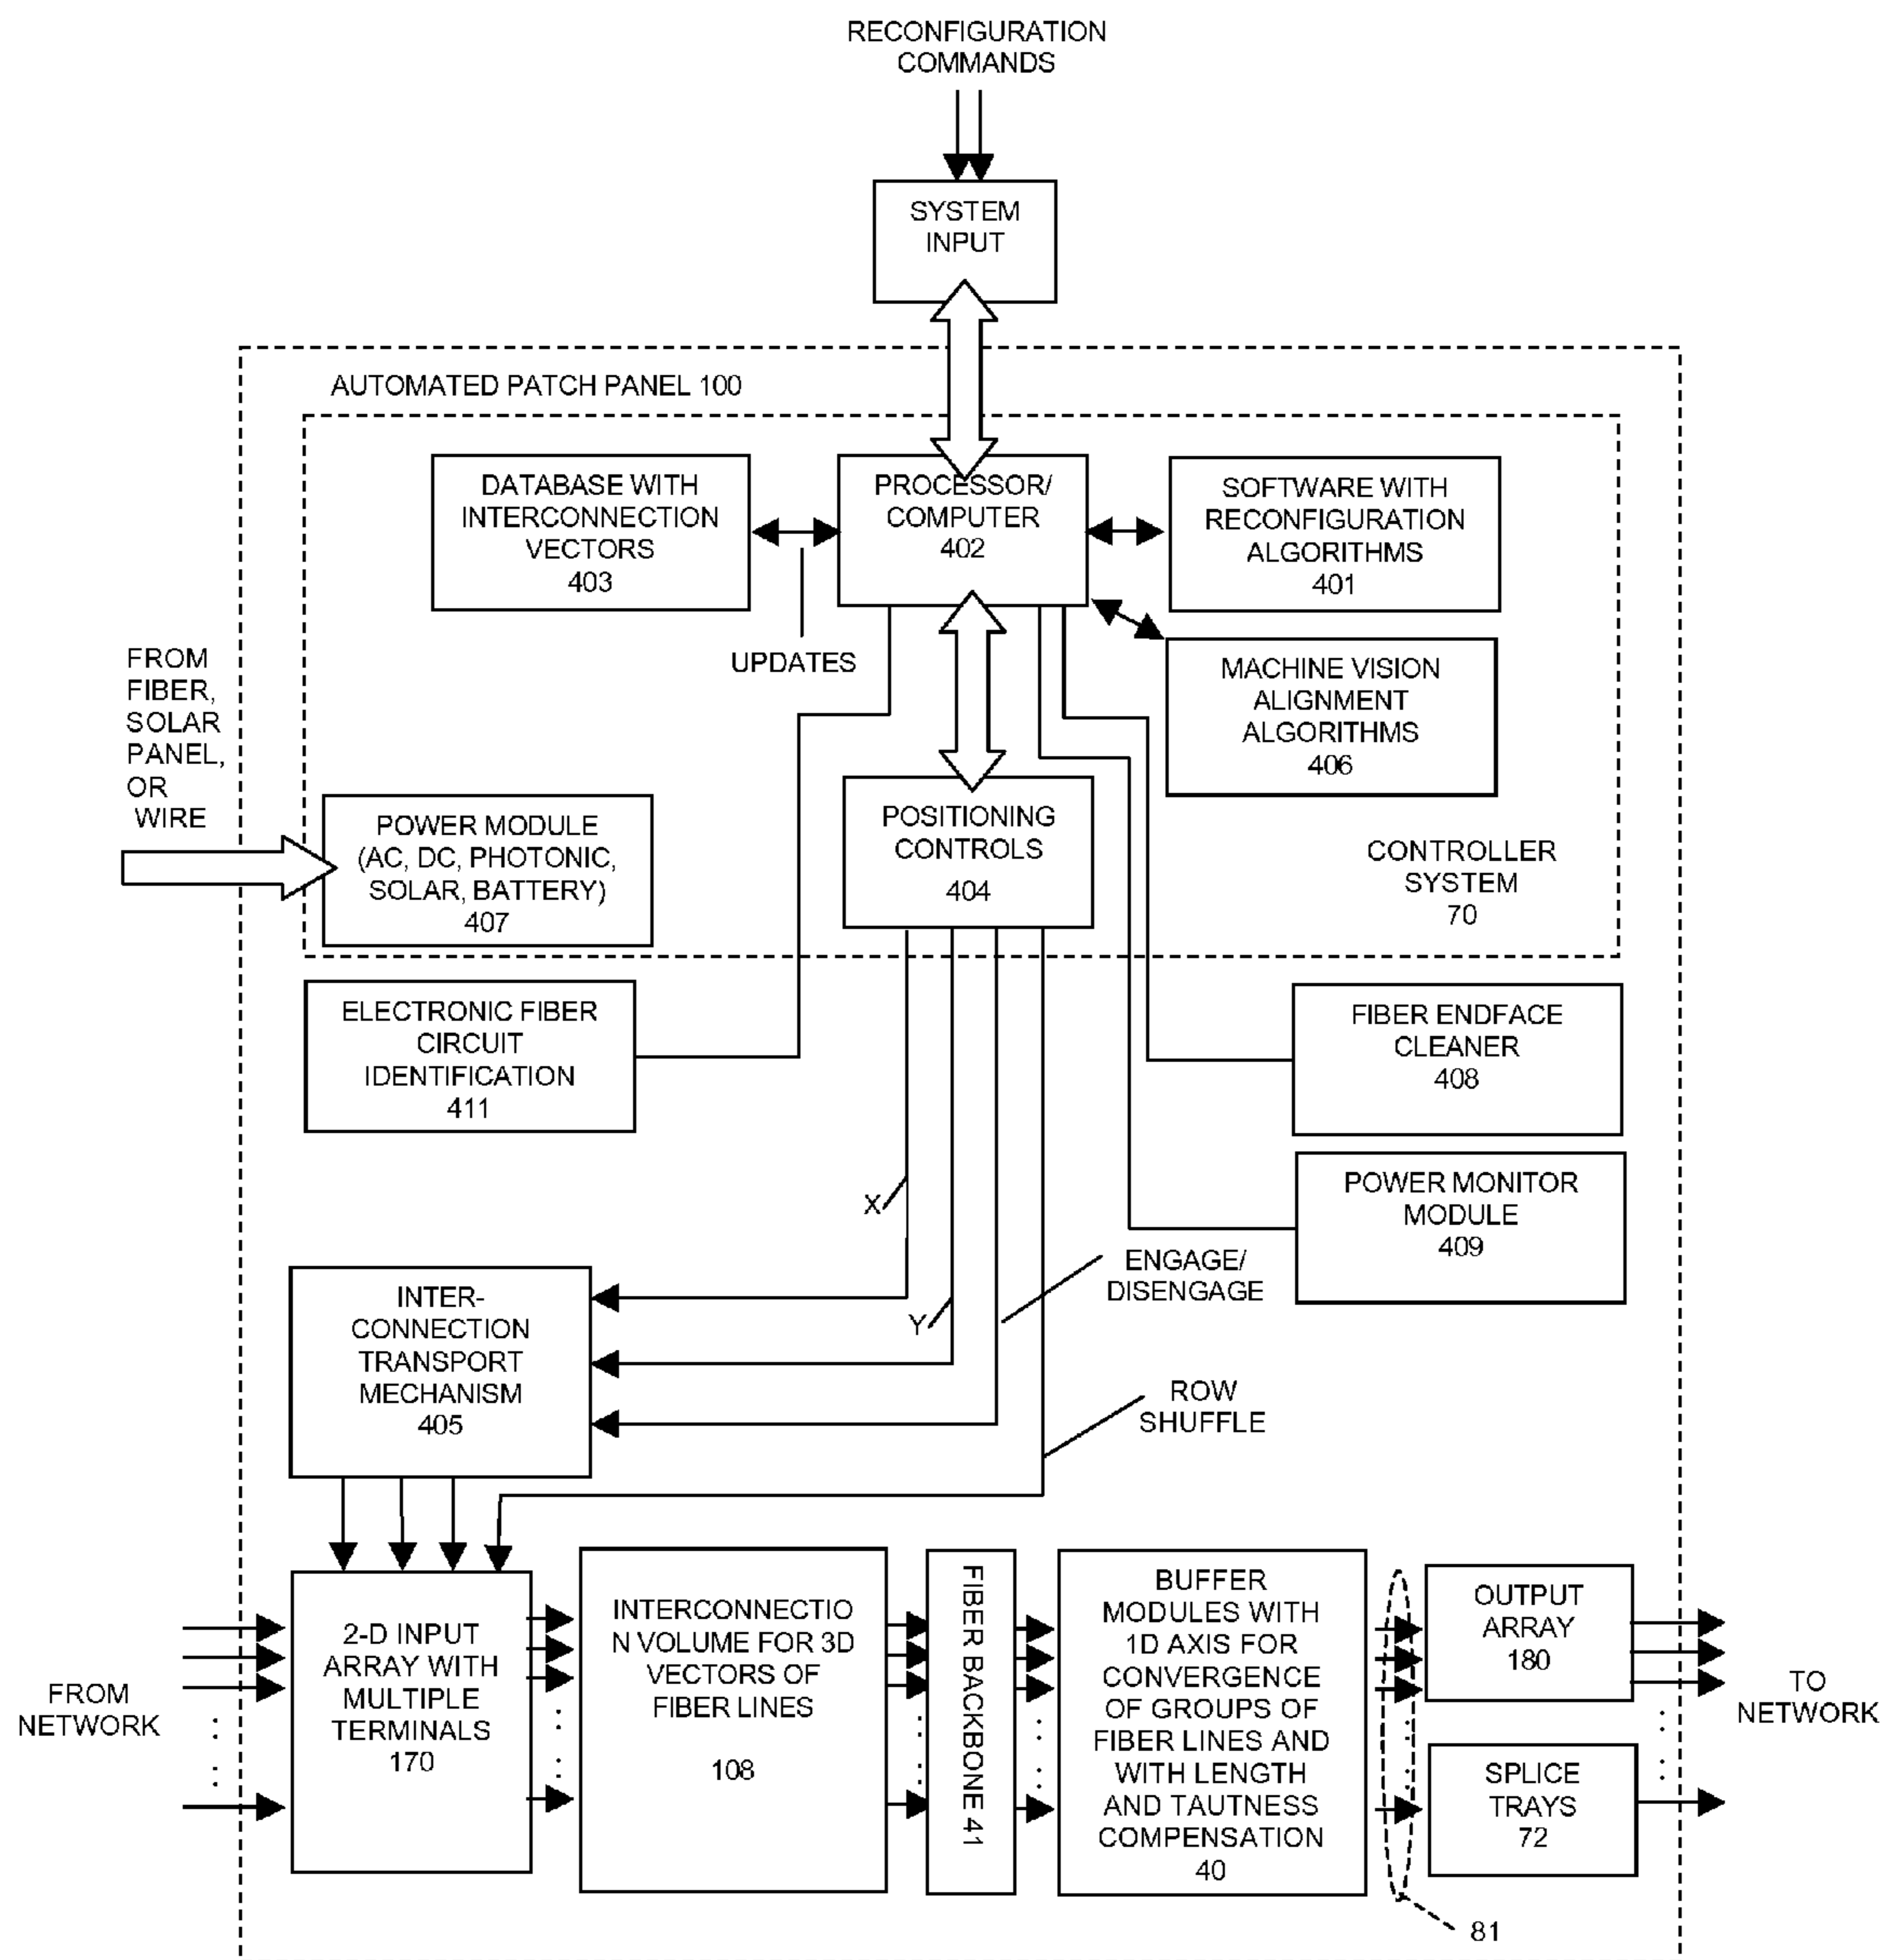 RECONFIGURATION
COMMANDS
SYSTEM
INPUT
AUTOMATED PATCH PANEL 100
DATABASE WITH
INTERCONNECTION
VECTORS
403
PROCESSOR/
COMPUTER
402
SOFTWARE WITH
RECONFIGURATION
ALGORITHMS
401
UPDATES
MACHINE VISION
ALIGNMENT
ALGORITHMS
406
FROM
FIBER,
SOLAR
PANEL,
OR
WIRE
POWER MODULE
(AC, DC, PHOTONIC,
SOLAR, BATTERY)
407
POSITIONING
CONTROLS
404
CONTROLLER
SYSTEM
70
ELECTRONIC FIBER
CIRCUIT
IDENTIFICATION
411
FIBER ENDFACE
CLEANER
408
POWER MONITOR
MODULE
409
X
Y
ENGAGE/
DISENGAGE
ROW
SHUFFLE
INTER-
CONNECTION
TRANSPORT
MECHANISM
405
FROM
NETWORK
2-D INPUT
ARRAY WITH
MULTIPLE
TERMINALS
170
INTERCONNECTIO
N VOLUME FOR 3D
VECTORS OF
FIBER LINES
108
FIBER BACKBONE 41
BUFFER
MODULES WITH
1D AXIS FOR
CONVERGENCE
OF GROUPS OF
FIBER LINES AND
WITH LENGTH
AND TAUTNESS
COMPENSATION
40
OUTPUT
ARRAY
180
SPLICE
TRAYS
72
TO
NETWORK
81